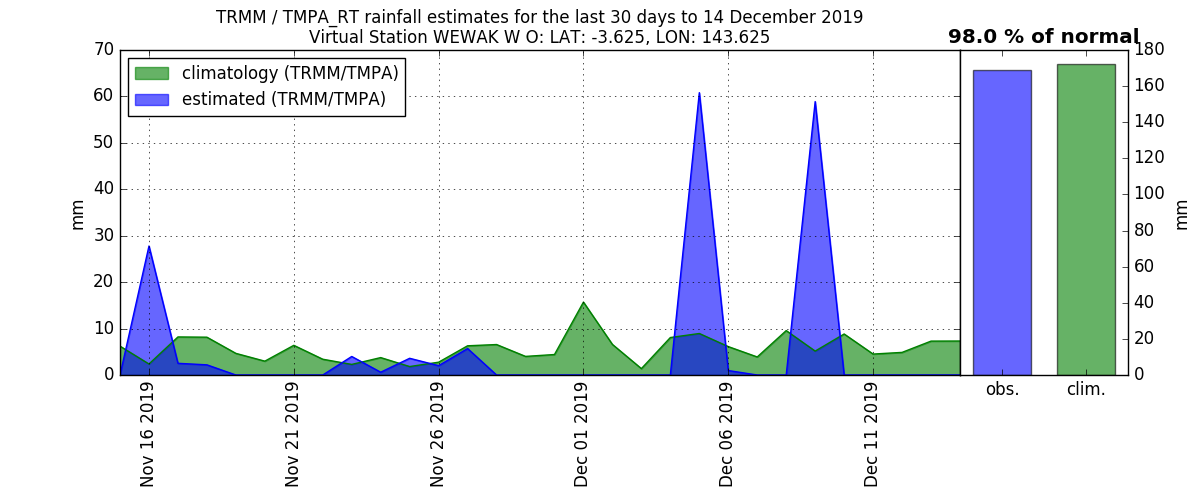 TRMM / TMPA_RT rainfall estimates for the last 30 days to 14 December 2019
Virtual Station WEWAK W O: LAT: -3.625, LON: 143.625
98.0 % of normal
climatology (TRMM/TMPA)
estimated (TRMM/TMPA)
70
60
50
40
30
20
10
0
mm
Nov 16 2019
Nov 21 2019
Nov 26 2019
Dec 01 2019
Dec 06 2019
Dec 11 2019
obs.
clim.
180
160
140
120
100
80
60
40
20
0
mm